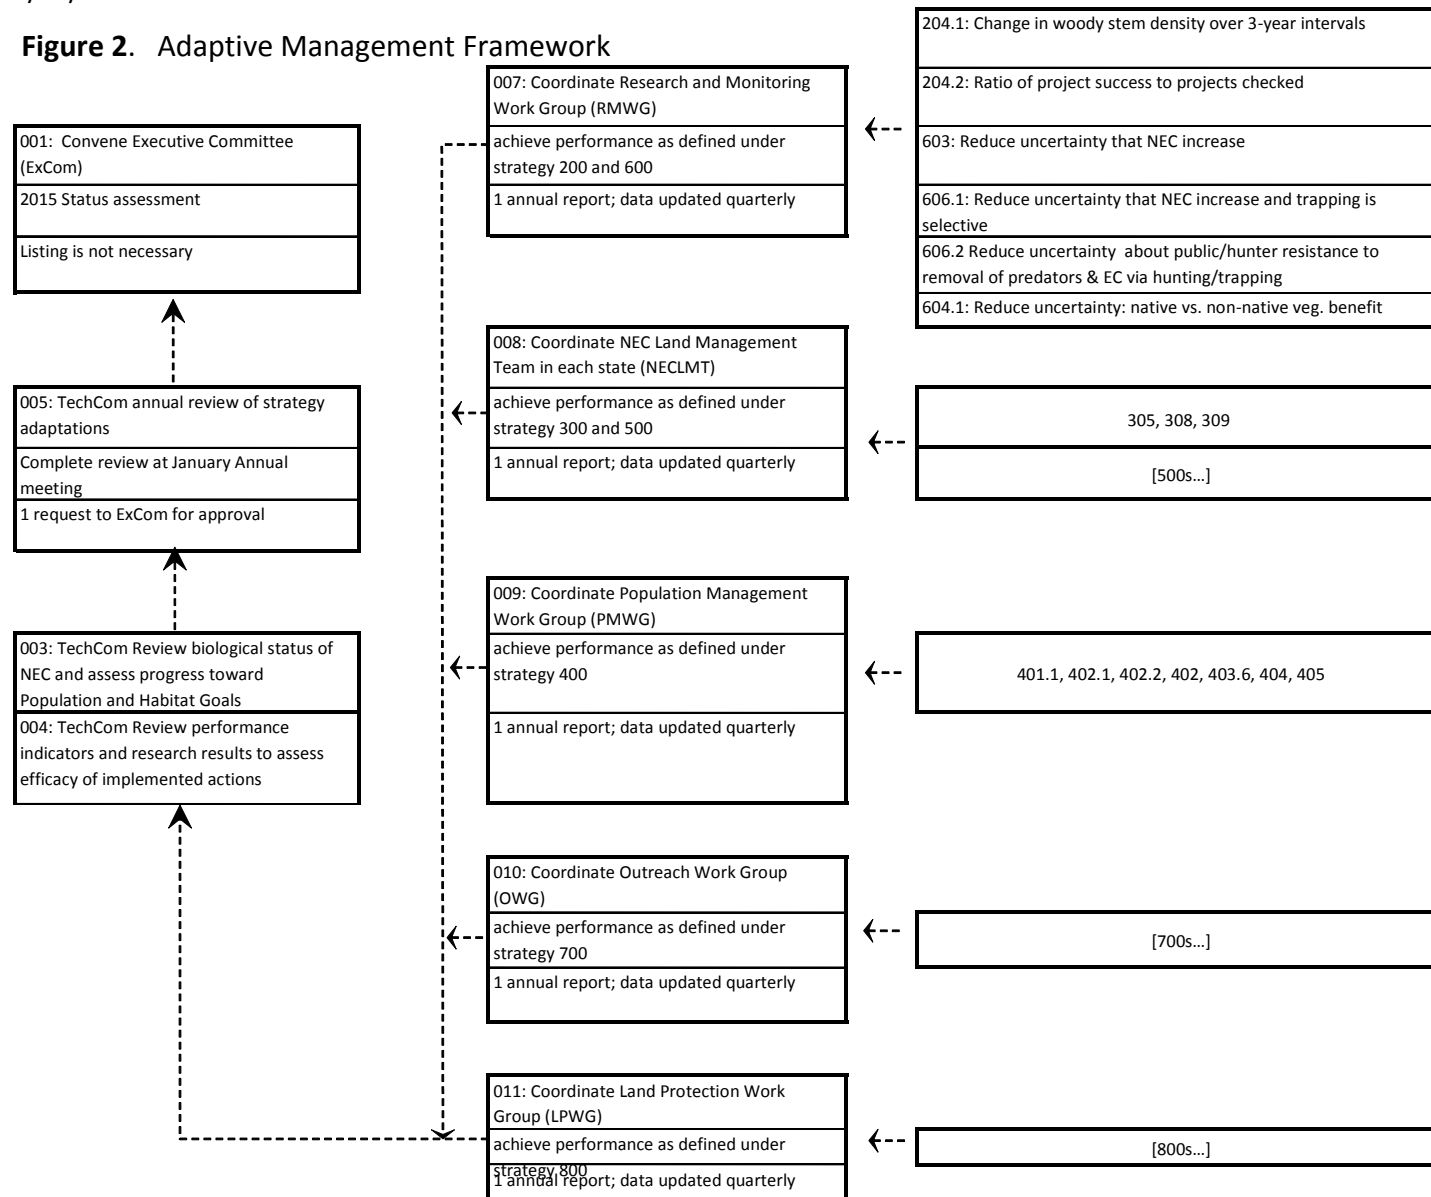 Figure 2. Adaptive Management Framework
001: Convene Executive Committee
(ExCom)
2015 Status assessment
Listing is not necessary
005: TechCom annual review of strategy
adaptations
Complete review at January Annual
meeting
1 request to ExCom for approval
003: TechCom Review biological status of
NEC and assess progress toward
Population and Habitat Goals
004: TechCom Review performance
indicators and research results to assess
efficacy of implemented actions
007: Coordinate Research and Monitoring
Work Group (RMWG)
achieve performance as defined under
strategy 200 and 600
1 annual report; data updated quarterly
008: Coordinate NEC Land Management
Team in each state (NECLMT)
achieve performance as defined under
strategy 300 and 500
1 annual report; data updated quarterly
009: Coordinate Population Management
Work Group (PMWG)
achieve performance as defined under
strategy 400
1 annual report; data updated quarterly
010: Coordinate Outreach Work Group
(OWG)
achieve performance as defined under
strategy 700
1 annual report; data updated quarterly
011: Coordinate Land Protection Work
Group (LPWG)
achieve performance as defined under
strategy 800
1 annual report; data updated quarterly
204.1: Change in woody stem density over 3-year intervals
204.2: Ratio of project success to projects checked
603: Reduce uncertainty that NEC increase
606.1: Reduce uncertainty that NEC increase and trapping is
selective
606.2 Reduce uncertainty about public/hunter resistance to
removal of predators & EC via hunting/trapping
604.1: Reduce uncertainty: native vs. non-native veg. benefit
305, 308, 309
[500s...]
401.1, 402.1, 402.2, 402, 403.6, 404, 405
[700s...]
[800s...]